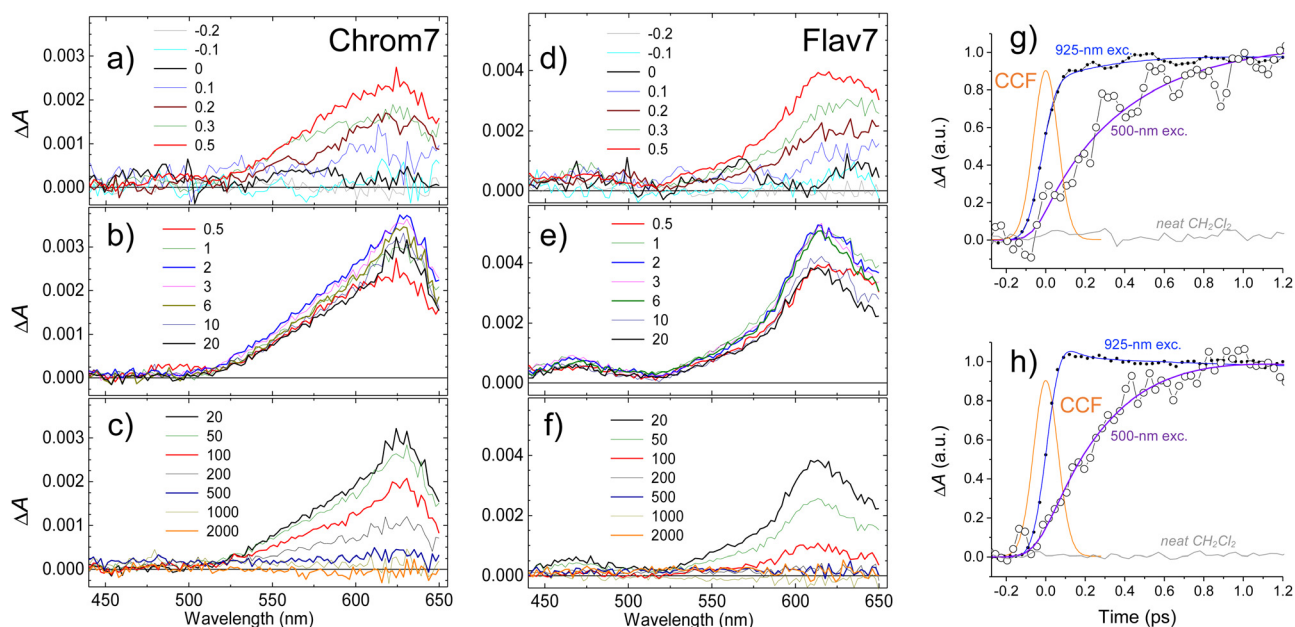 a)
Chrom7
-0.2
-0.1
0
0.1
0.2
0.3
0.5
0.003
0.002
0.001
0.000
ΔA
b)
0.5
1
2
3
6
10
20
0.003
0.002
0.001
0.000
ΔA
c)
20
50
100
200
500
1000
2000
0.003
0.002
0.001
0.000
ΔA
450 500 550 600 650
Wavelength (nm)
d)
Flav7
-0.2
-0.1
0
0.1
0.2
0.3
0.5
0.004
0.002
0.000
e)
0.5
1
2
3
6
10
20
0.004
0.002
0.000
f)
20
50
100
200
500
1000
2000
0.004
0.002
0.000
450 500 550 600 650
Wavelength (nm)
g)
925-nm exc.
CCF
500-nm exc.
neat CH₂Cl₂
1.0
0.8
0.6
0.4
0.2
0.0
ΔA (a.u.)
-0.2 0.0 0.2 0.4 0.6 0.8 1.0 1.2
h)
925-nm exc.
CCF
500-nm exc.
neat CH₂Cl₂
1.0
0.8
0.6
0.4
0.2
0.0
ΔA (a.u.)
-0.2 0.0 0.2 0.4 0.6 0.8 1.0 1.2
Time (ps)